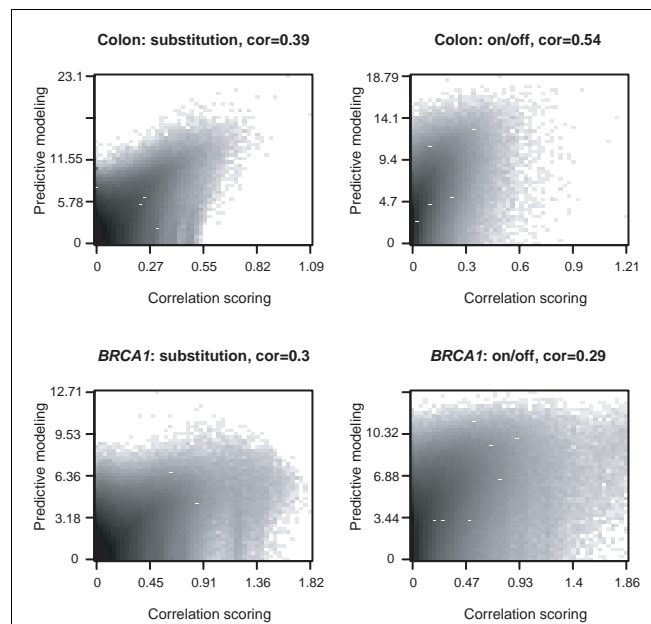 Colon: substitution, cor=0.39
Predictive modeling
23.1
11.55
5.78
0
0 0.27 0.55 0.82 1.09
Correlation scoring
Colon: on/off, cor=0.54
Predictive modeling
18.79
14.1
9.4
4.7
0
0 0.3 0.6 0.9 1.21
Correlation scoring
BRCA1: substitution, cor=0.3
Predictive modeling
12.71
9.53
6.36
3.18
0
0 0.45 0.91 1.36 1.82
Correlation scoring
BRCA1: on/off, cor=0.29
Predictive modeling
10.32
6.88
3.44
0
0 0.47 0.93 1.4 1.86
Correlation scoring